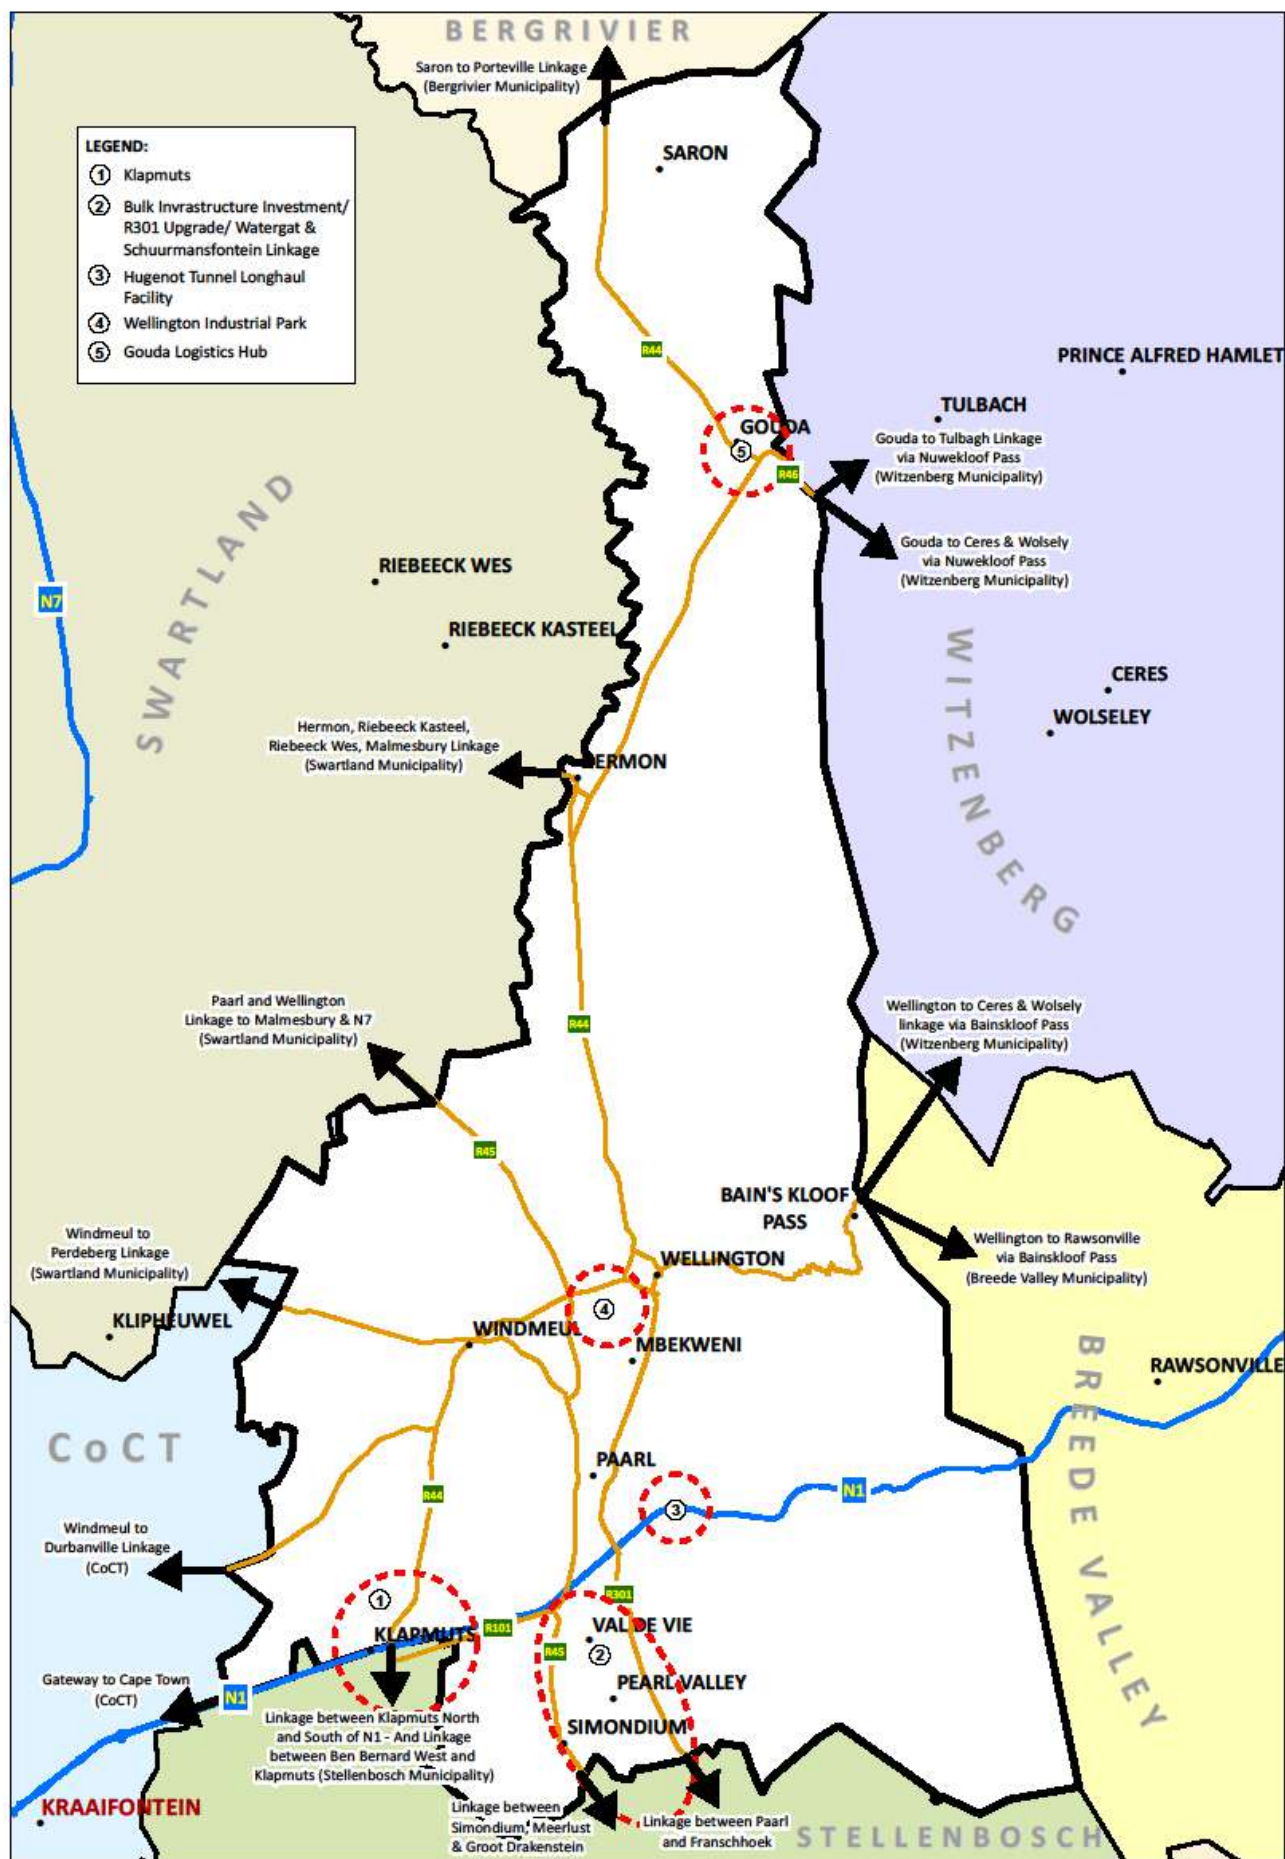 BERGRIVIER
Saron to Porteville Linkage
(Bergrivier Municipality)
LEGEND:
1 Klapmuts
2 Bulk Invrastructure Investment/
R301 Upgrade/ Watergat &
Schuurmansfontein Linkage
3 Hugenot Tunnel Longhaul
Facility
4 Wellington Industrial Park
5 Gouda Logistics Hub
SARON
R44
PRINCE ALFRED HAMLET
TULBACH
GOUDA
5
R46
Gouda to Tulbagh Linkage
via Nuwekloof Pass
(Witzenberg Municipality)
Gouda to Ceres & Wolsely
via Nuwekloof Pass
(Witzenberg Municipality)
SWARTLAND
N7
RIEBEECK WES
RIEBEECK KASTEEL
WITZENBERG
CERES
WOLSELEY
Hermon, Riebeeck Kasteel,
Riebeeck Wes, Malmesbury Linkage
(Swartland Municipality)
ERMON
Paarl and Wellington
Linkage to Malmesbury & N7
(Swartland Municipality)
R44
Wellington to Ceres & Wolsely
linkage via Bainskloof Pass
(Witzenberg Municipality)
R45
BAIN'S KLOOF
PASS
Windmeul to
Perdeberg Linkage
(Swartland Municipality)
WELLINGTON
Wellington to Rawsonville
via Bainskloof Pass
(Breede Valley Municipality)
KLIPHEUWEL
4
WINDMEUL
MBEKWENI
BREEDE VALLEY
RAWSONVILLE
CoCT
PAARL
R44
3
N1
Windmeul to
Durbanville Linkage
(CoCT)
1
R301
KLAPMUTS
R101
VAL DE VIE
R45
2
Gateway to Cape Town
(CoCT)
N1
PEARL VALLEY
Linkage between Klapmuts North
and South of N1 - And Linkage
between Ben Bernard West and
Klapmuts (Stellenbosch Municipality)
SIMONDIUM
KRAAIFONTEIN
Linkage between
Simondium, Meerlust
& Groot Drakenstein
Linkage between Paarl
and Franschhoek
STELLENBOSCH